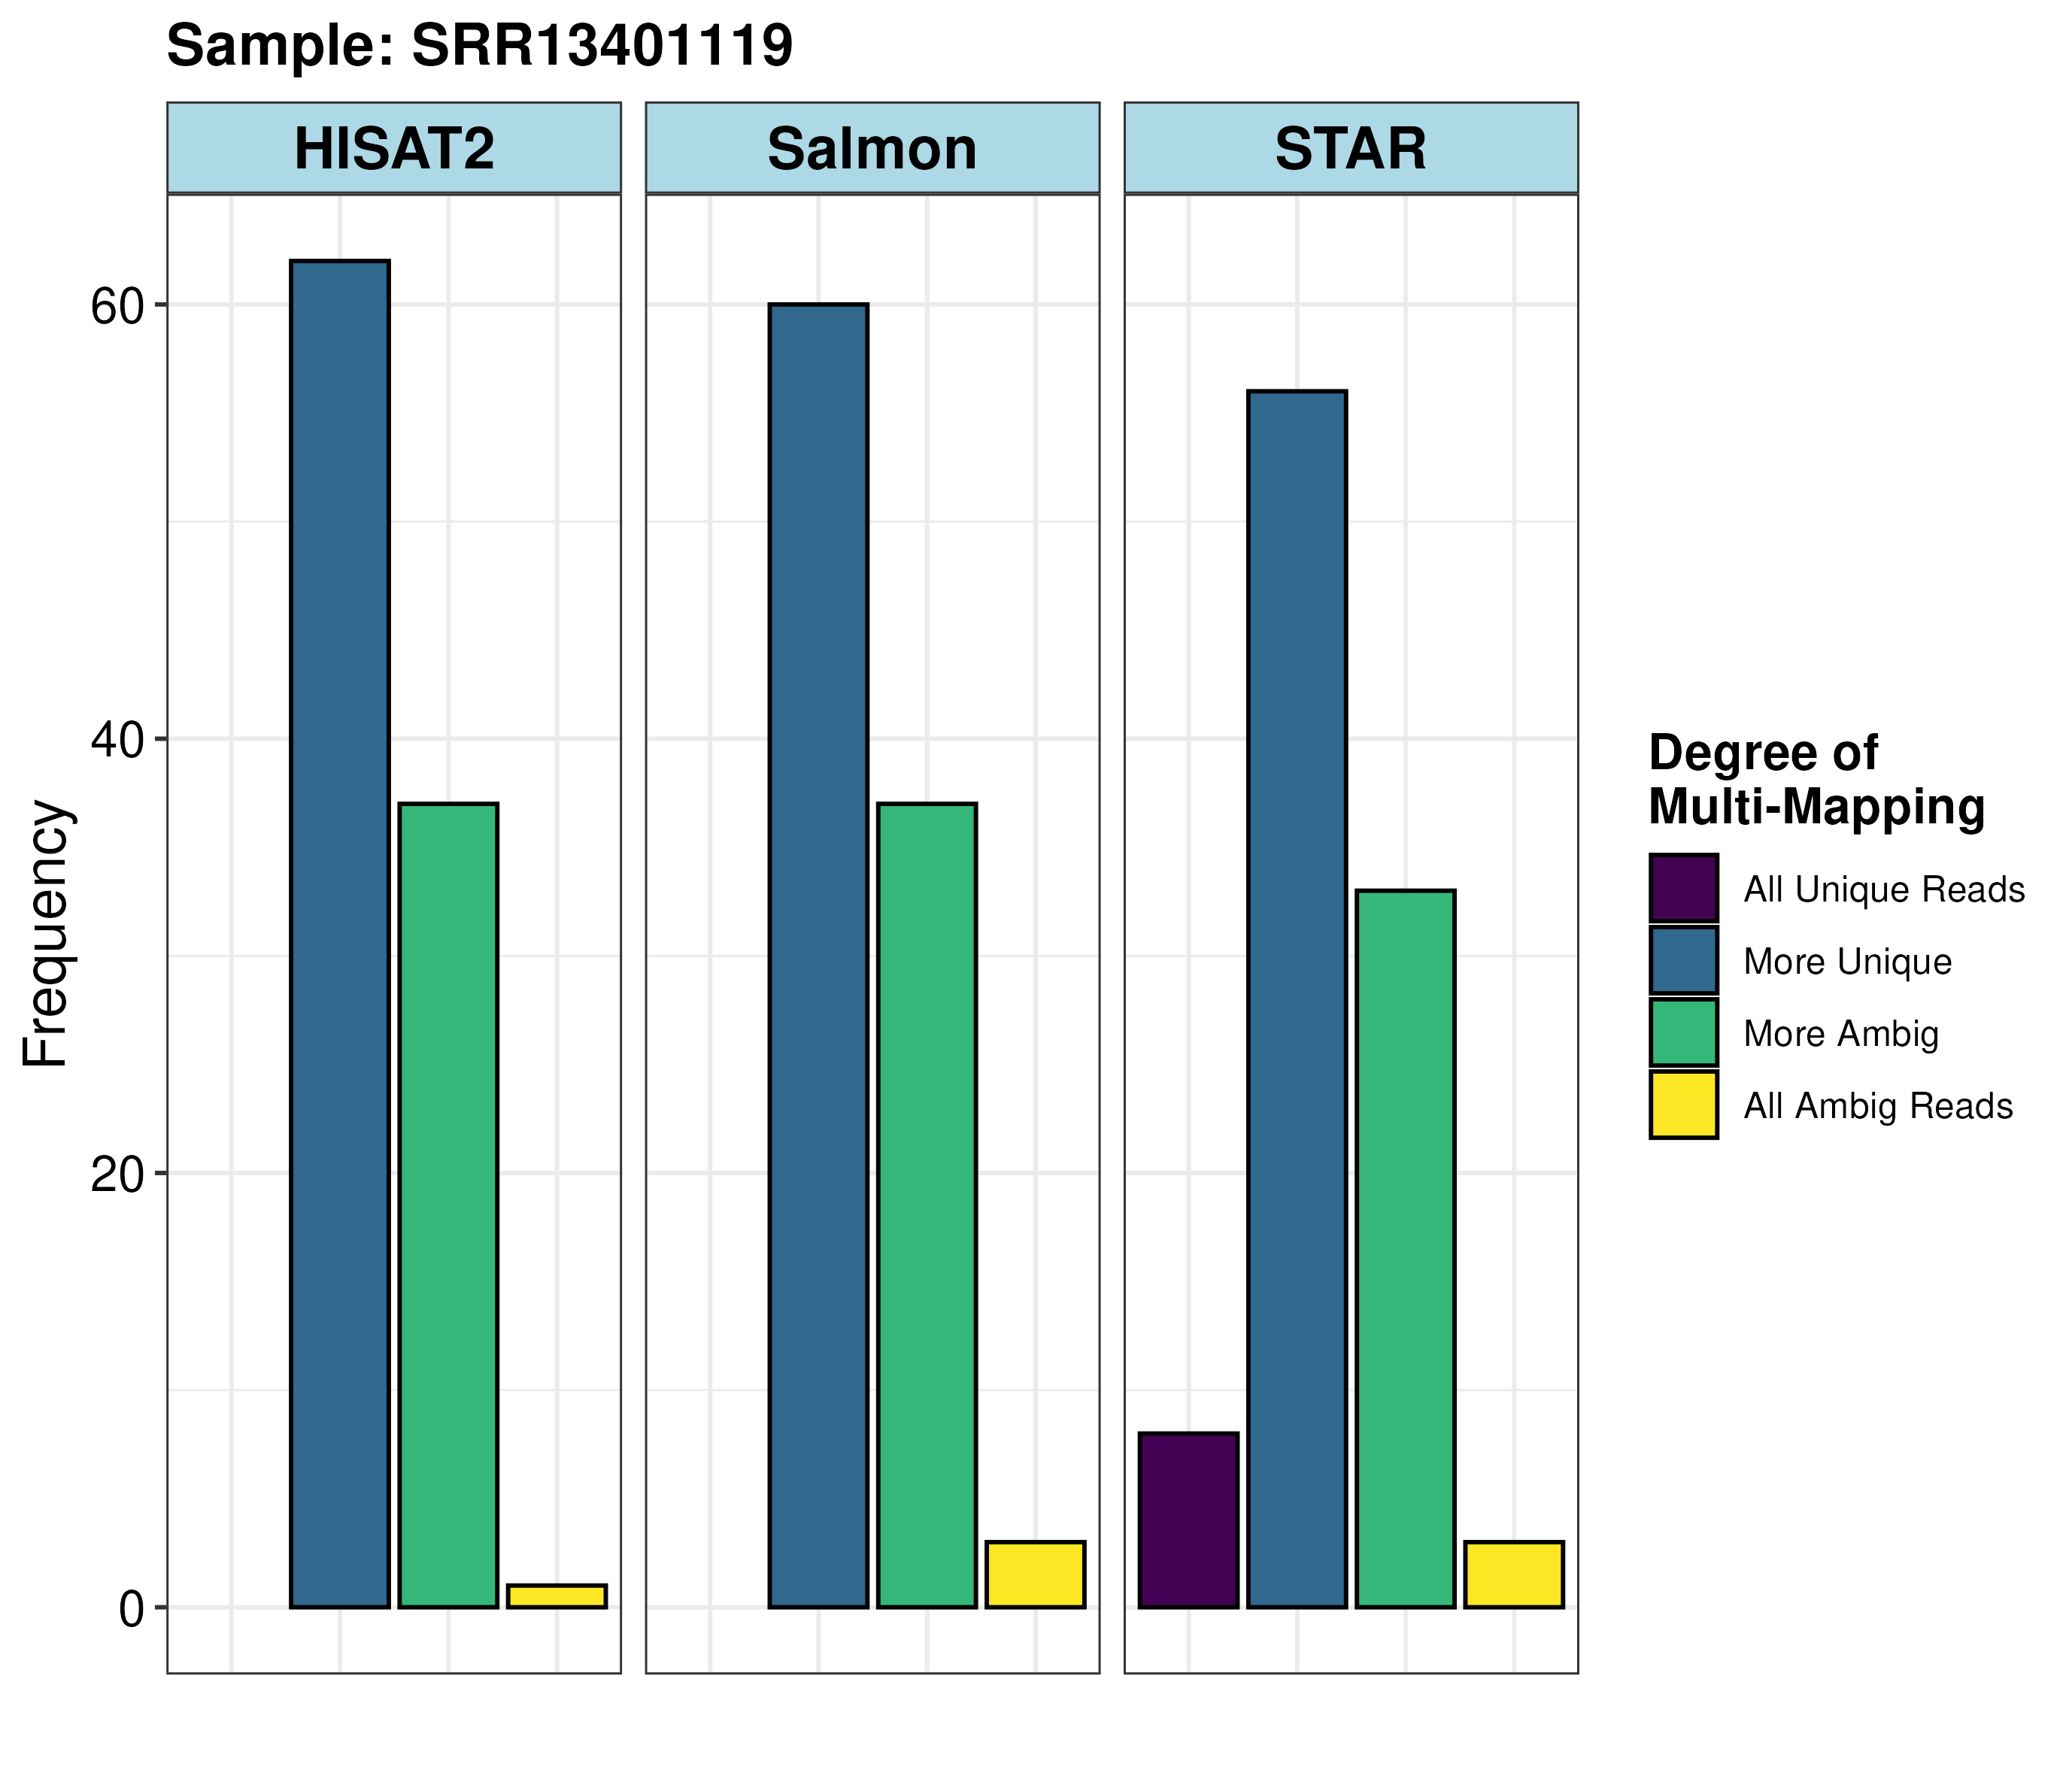 Sample: SRR13401119
HISAT2
Salmon
STAR
60
40
20
0
Frequency
Degree of
Multi-Mapping
All Unique Reads
More Unique
More Ambig
All Ambig Reads